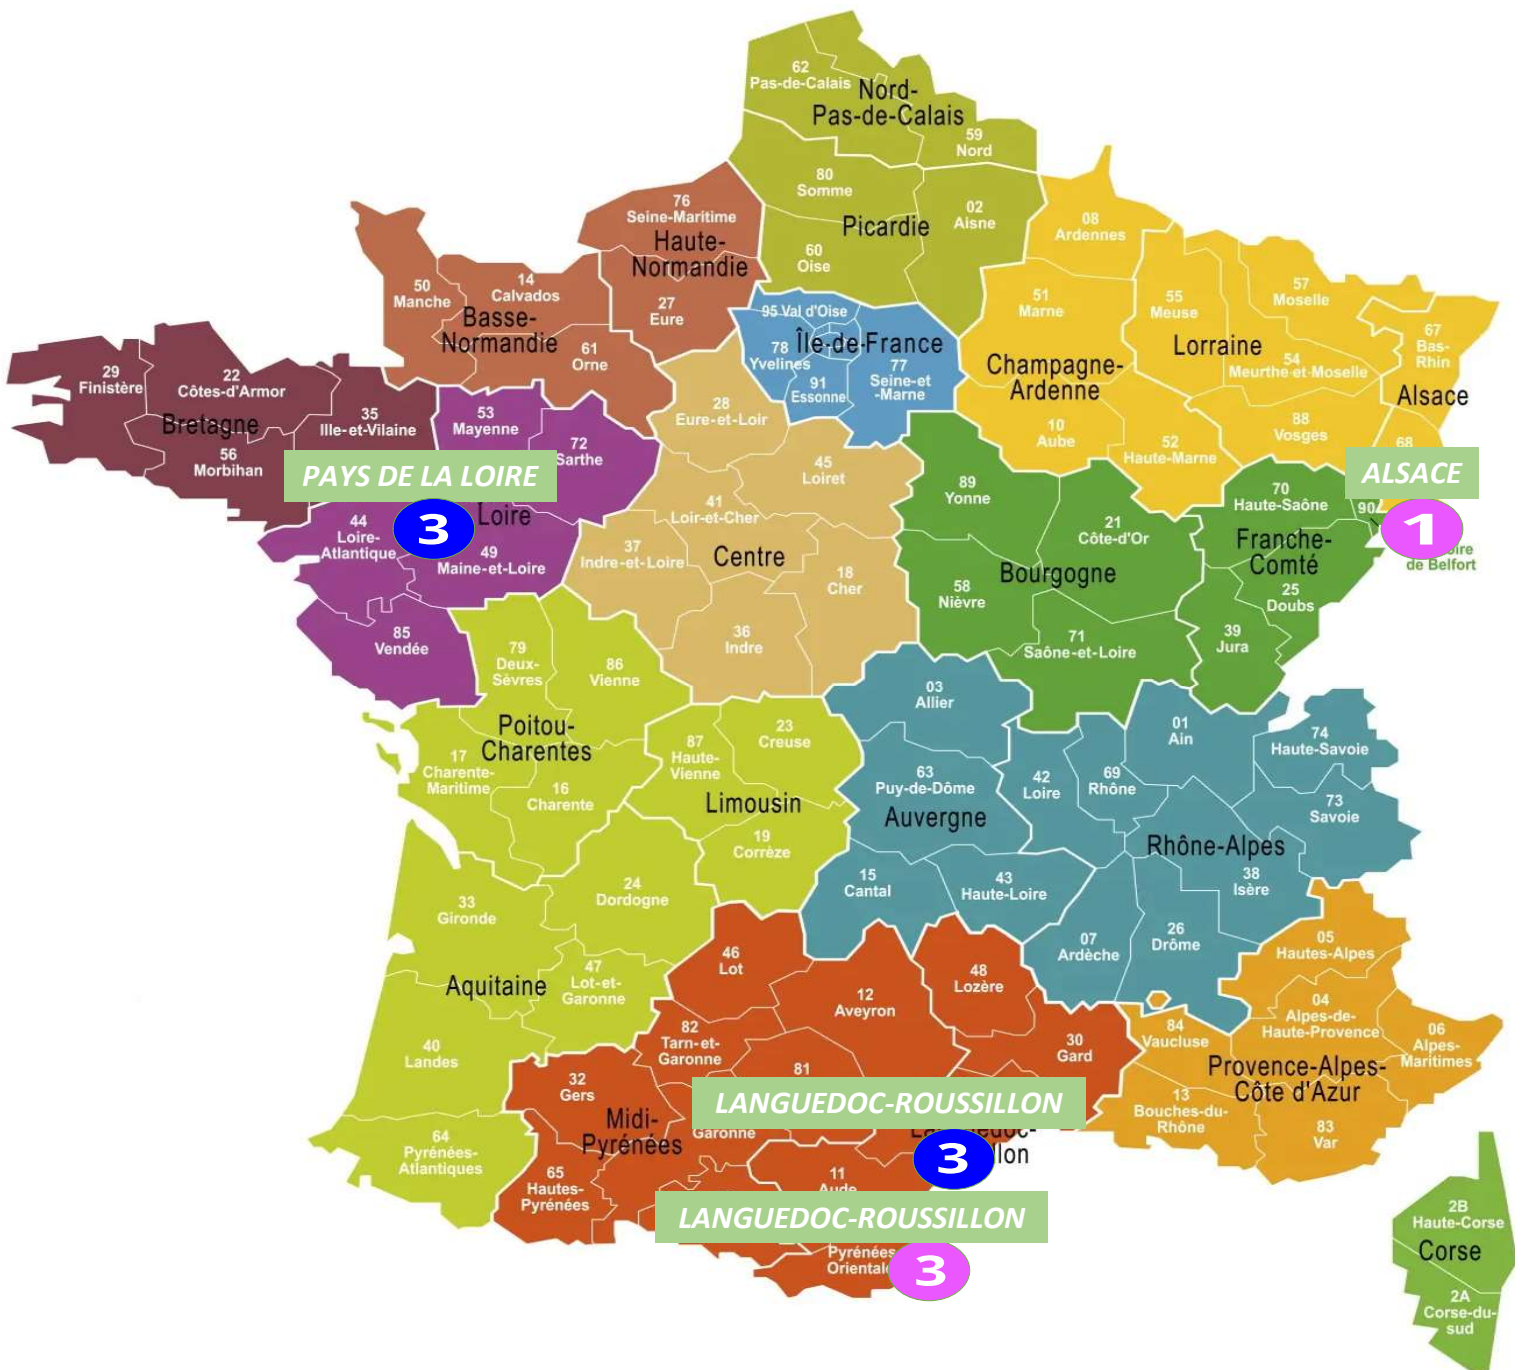 62
Pas-de-Calais
Nord-
Pas-de-Calais
59
Nord
80
Somme
02
Aisne
Picardie
60
Oise
76
Seine-Maritime
Haute-
Normandie
27
Eure
14
Calvados
50
Manche
Basse-
Normandie
61
Orne
08
Ardennes
51
Marne
55
Meuse
57
Moselle
67
Bas-
Rhin
Lorraine
54
Meurthe-et-Moselle
Champagne-
Ardenne
Alsace
10
Aube
52
Haute-Marne
88
Vosges
68
95 Val d'Oise
Île-de-France
78
Yvelines
91
Essonne
77
Seine-et
-Marne
29
Finistère
22
Côtes-d'Armor
Bretagne
35
Ille-et-Vilaine
56
Morbihan
53
Mayenne
72
Sarthe
PAYS DE LA LOIRE
3
Loire
44
Loire-
Atlantique
49
Maine-et-Loire
85
Vendée
28
Eure-et-Loir
45
Loiret
41
Loir-et-Cher
37
Indre-et-Loire
Centre
18
Cher
36
Indre
89
Yonne
21
Côte-d'Or
Bourgogne
58
Nièvre
71
Saône-et-Loire
ALSACE
1
70
Haute-Saône
90
Franche-
Comté
de Belfort
25
Doubs
39
Jura
79
Deux-
Sèvres
86
Vienne
Poitou-
Charentes
17
Charente-
Maritime
16
Charente
87
Haute-
Vienne
23
Creuse
Limousin
19
Corrèze
03
Allier
63
Puy-de-Dôme
Auvergne
15
Cantal
43
Haute-Loire
42
Loire
69
Rhône
01
Ain
74
Haute-Savoie
73
Savoie
Rhône-Alpes
38
Isère
07
Ardèche
26
Drôme
24
Dordogne
33
Gironde
47
Lot-et-
Garonne
Aquitaine
40
Landes
64
Pyrénées-
Atlantiques
46
Lot
12
Aveyron
48
Lozère
82
Tarn-et-
Garonne
81
30
Gard
32
Gers
Midi-
Pyrénées
Garonne
65
Hautes-
Pyrénées
LANGUEDOC-ROUSSILLON
3
11
Aude
LANGUEDOC-ROUSSILLON
3
Pyrénées
05
Hautes-Alpes
04
Alpes-de-
Haute-Provence
06
Alpes-
Maritimes
84
Vaucluse
Provence-Alpes-
Côte d'Azur
13
Bouches-du-
Rhône
83
Var
2B
Haute-Corse
Corse
2A
Corse-du-
sud